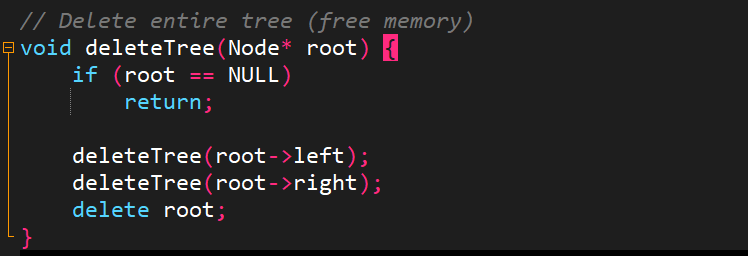 // Delete entire tree (free memory)
void deleteTree(Node* root) {
    if (root == NULL)
        return;

    deleteTree(root->left);
    deleteTree(root->right);
    delete root;
}